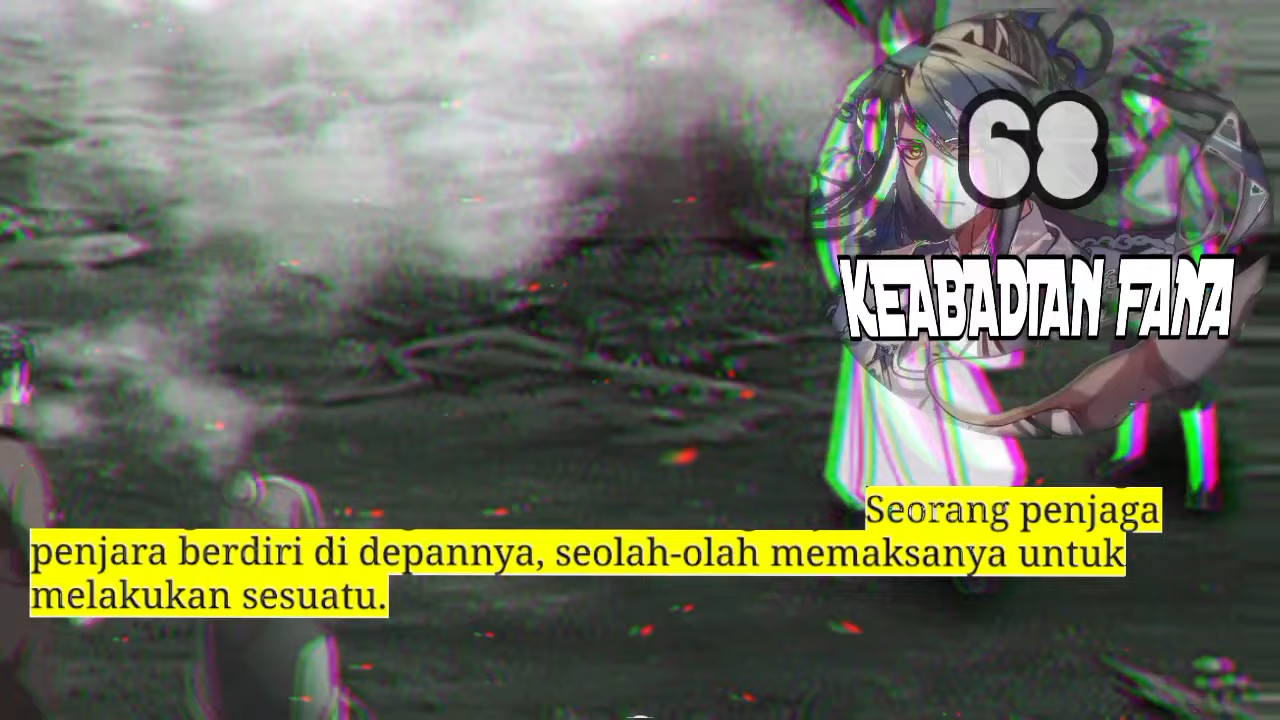 68
KEABADIAN FANA
Seorang penjaga
penjara berdiri di depannya, seolah-olah memaksanya untuk
melakukan sesuatu.